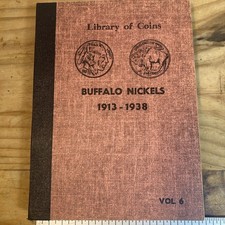 Library of Coins
BUFFALO NICKELS
1913-1938
VOL 6